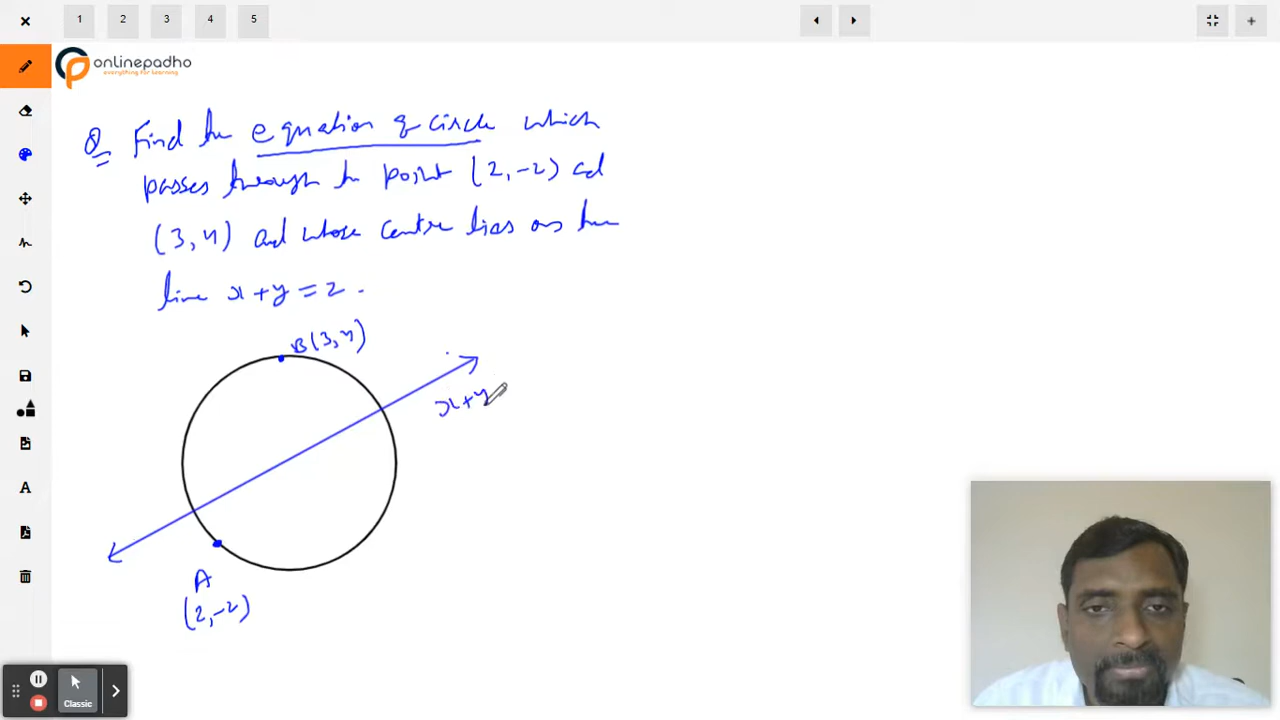 1 2 3 4 5
onlinepadho
everything for learning
Q Find the equation of circle which
passes through the point (2,-2) and
(3,4) and whose centre lies on the
line x+y=2.
B(3,4)
x+y
A
(2,-2)
A
Classic